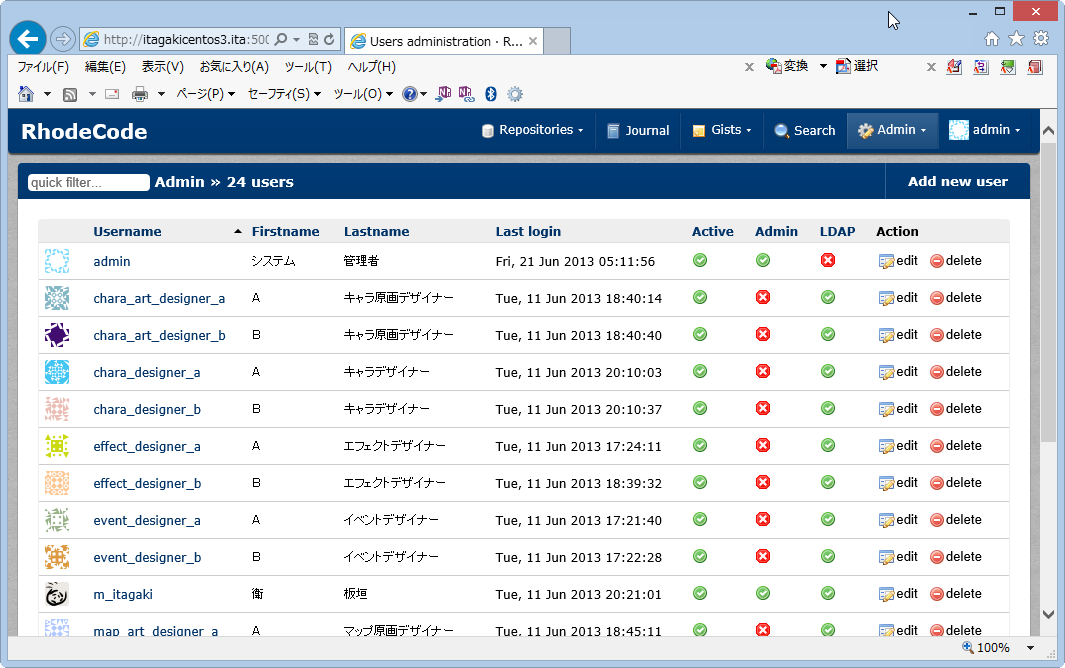 http://itagakicentos3.ita:500
Users administration · R...
ファイル(F) 編集(E) 表示(V) お気に入り(A) ツール(T) ヘルプ(H)
x 変換 選択 x
ページ(P) セーフティ(S) ツール(O)
RhodeCode Repositories Journal Gists Search Admin admin
quick filter... Admin » 24 users Add new user
Username Firstname Lastname Last login Active Admin LDAP Action
admin システム 管理者 Fri, 21 Jun 2013 05:11:56 edit delete
chara_art_designer_a A キャラ原画デザイナー Tue, 11 Jun 2013 18:40:14 edit delete
chara_art_designer_b B キャラ原画デザイナー Tue, 11 Jun 2013 18:40:40 edit delete
chara_designer_a A キャラデザイナー Tue, 11 Jun 2013 20:10:03 edit delete
chara_designer_b B キャラデザイナー Tue, 11 Jun 2013 20:10:37 edit delete
effect_designer_a A エフェクトデザイナー Tue, 11 Jun 2013 17:24:11 edit delete
effect_designer_b B エフェクトデザイナー Tue, 11 Jun 2013 18:39:32 edit delete
event_designer_a A イベントデザイナー Tue, 11 Jun 2013 17:21:40 edit delete
event_designer_b B イベントデザイナー Tue, 11 Jun 2013 17:22:28 edit delete
m_itagaki 衛 板垣 Tue, 11 Jun 2013 20:21:01 edit delete
map_art_designer_a A マップ原画デザイナー Tue, 11 Jun 2013 18:45:11 edit delete
100%